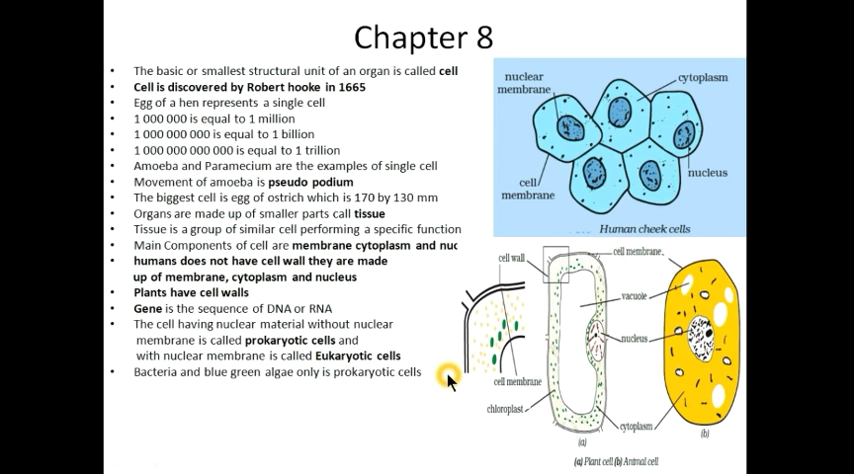 Chapter 8
• The basic or smallest structural unit of an organ is called cell
• Cell is discovered by Robert hooke in 1665
• Egg of a hen represents a single cell
• 1 000 000 is equal to 1 million
• 1 000 000 000 is equal to 1 billion
• 1 000 000 000 000 is equal to 1 trillion
• Amoeba and Paramecium are the examples of single cell
• Movement of amoeba is pseudo podium
• The biggest cell is egg of ostrich which is 170 by 130 mm
• Organs are made up of smaller parts call tissue
• Tissue is a group of similar cell performing a specific function
• Main Components of cell are membrane cytoplasm and nuc
• humans does not have cell wall they are made
up of membrane, cytoplasm and nucleus
• Plants have cell walls
• Gene is the sequence of DNA or RNA
• The cell having nuclear material without nuclear
membrane is called prokaryotic cells and
with nuclear membrane is called Eukaryotic cells
• Bacteria and blue green algae only is prokaryotic cells
nuclear
membrane
cytoplasm
nucleus
cell
membrane
Human cheek cells
cell wall
cell membrane
vacuole
nucleus
cell membrane
chloroplast
cytoplasm
(a)
(b)
(a) Plant cell (b) Animal cell